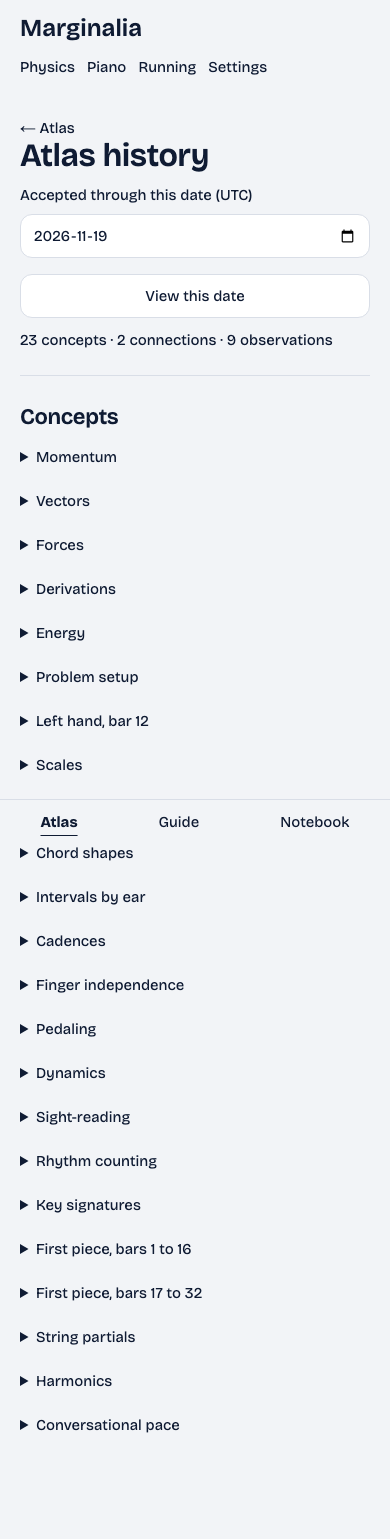 Marginalia
Physics Piano Running Settings
← Atlas
Atlas history
Accepted through this date (UTC)
2026-11-19
View this date
23 concepts · 2 connections · 9 observations
Concepts
Momentum
Vectors
Forces
Derivations
Energy
Problem setup
Left hand, bar 12
Scales
Atlas Guide Notebook
Chord shapes
Intervals by ear
Cadences
Finger independence
Pedaling
Dynamics
Sight-reading
Rhythm counting
Key signatures
First piece, bars 1 to 16
First piece, bars 17 to 32
String partials
Harmonics
Conversational pace